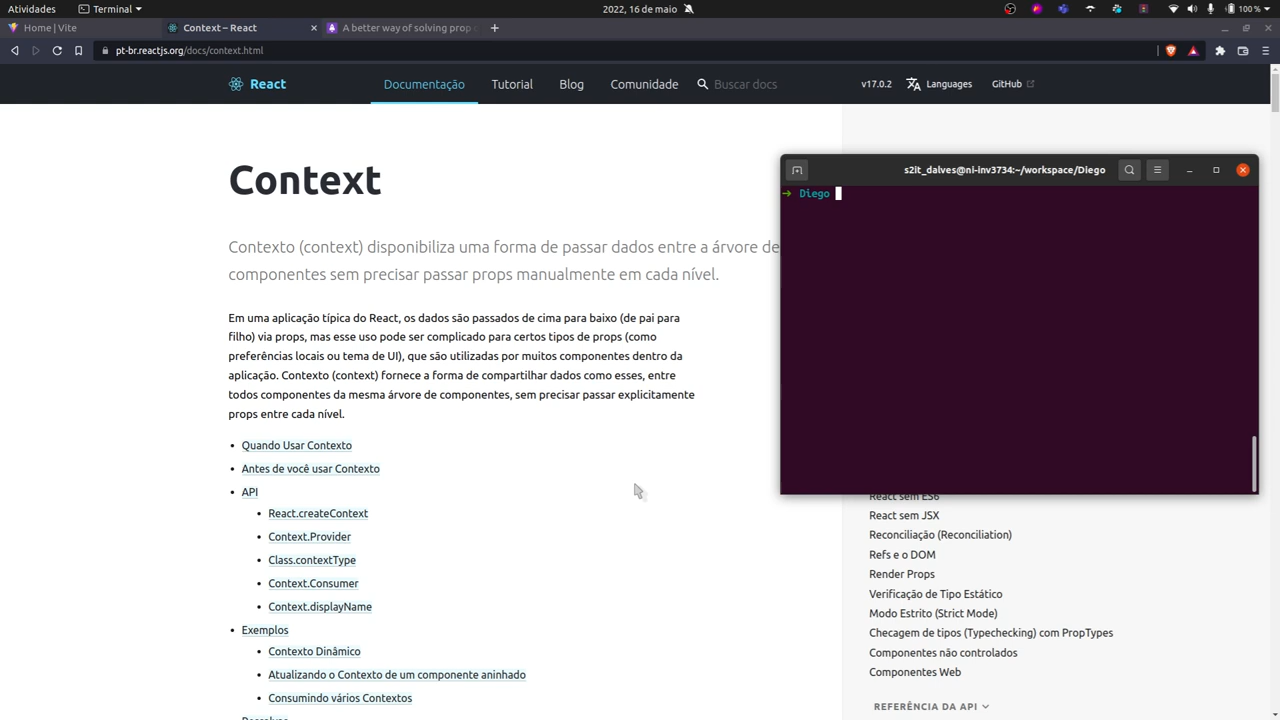 Atividades
Terminal
2022, 16 de maio
100 %
Home | Vite
Context – React
A better way of solving prop
pt-br.reactjs.org/docs/context.html
React
Documentação
Tutorial
Blog
Comunidade
Buscar docs
v17.0.2
Languages
GitHub
Context
Contexto (context) disponibiliza uma forma de passar dados entre a árvore de
componentes sem precisar passar props manualmente em cada nível.
Em uma aplicação típica do React, os dados são passados de cima para baixo (de pai para
filho) via props, mas esse uso pode ser complicado para certos tipos de props (como
preferências locais ou tema de UI), que são utilizadas por muitos componentes dentro da
aplicação. Contexto (context) fornece a forma de compartilhar dados como esses, entre
todos componentes da mesma árvore de componentes, sem precisar passar explicitamente
props entre cada nível.
• Quando Usar Contexto
• Antes de você usar Contexto
• API
• React.createContext
• Context.Provider
• Class.contextType
• Context.Consumer
• Context.displayName
• Exemplos
• Contexto Dinâmico
• Atualizando o Contexto de um componente aninhado
• Consumindo vários Contextos
s2it_dalves@ni-inv3734:~/workspace/Diego
➜ Diego
React sem ES6
React sem JSX
Reconciliação (Reconciliation)
Refs e o DOM
Render Props
Verificação de Tipo Estático
Modo Estrito (Strict Mode)
Checagem de tipos (Typechecking) com PropTypes
Componentes não controlados
Componentes Web
REFERÊNCIA DA API